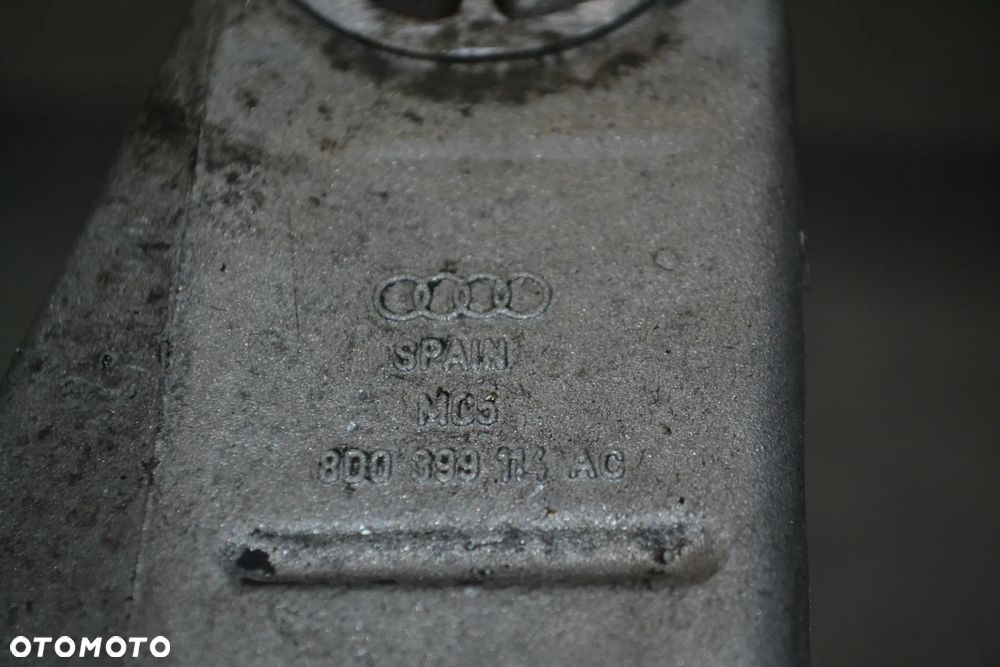 SPAIN
MC5
8D0 399 114 AC
OTOMOTO